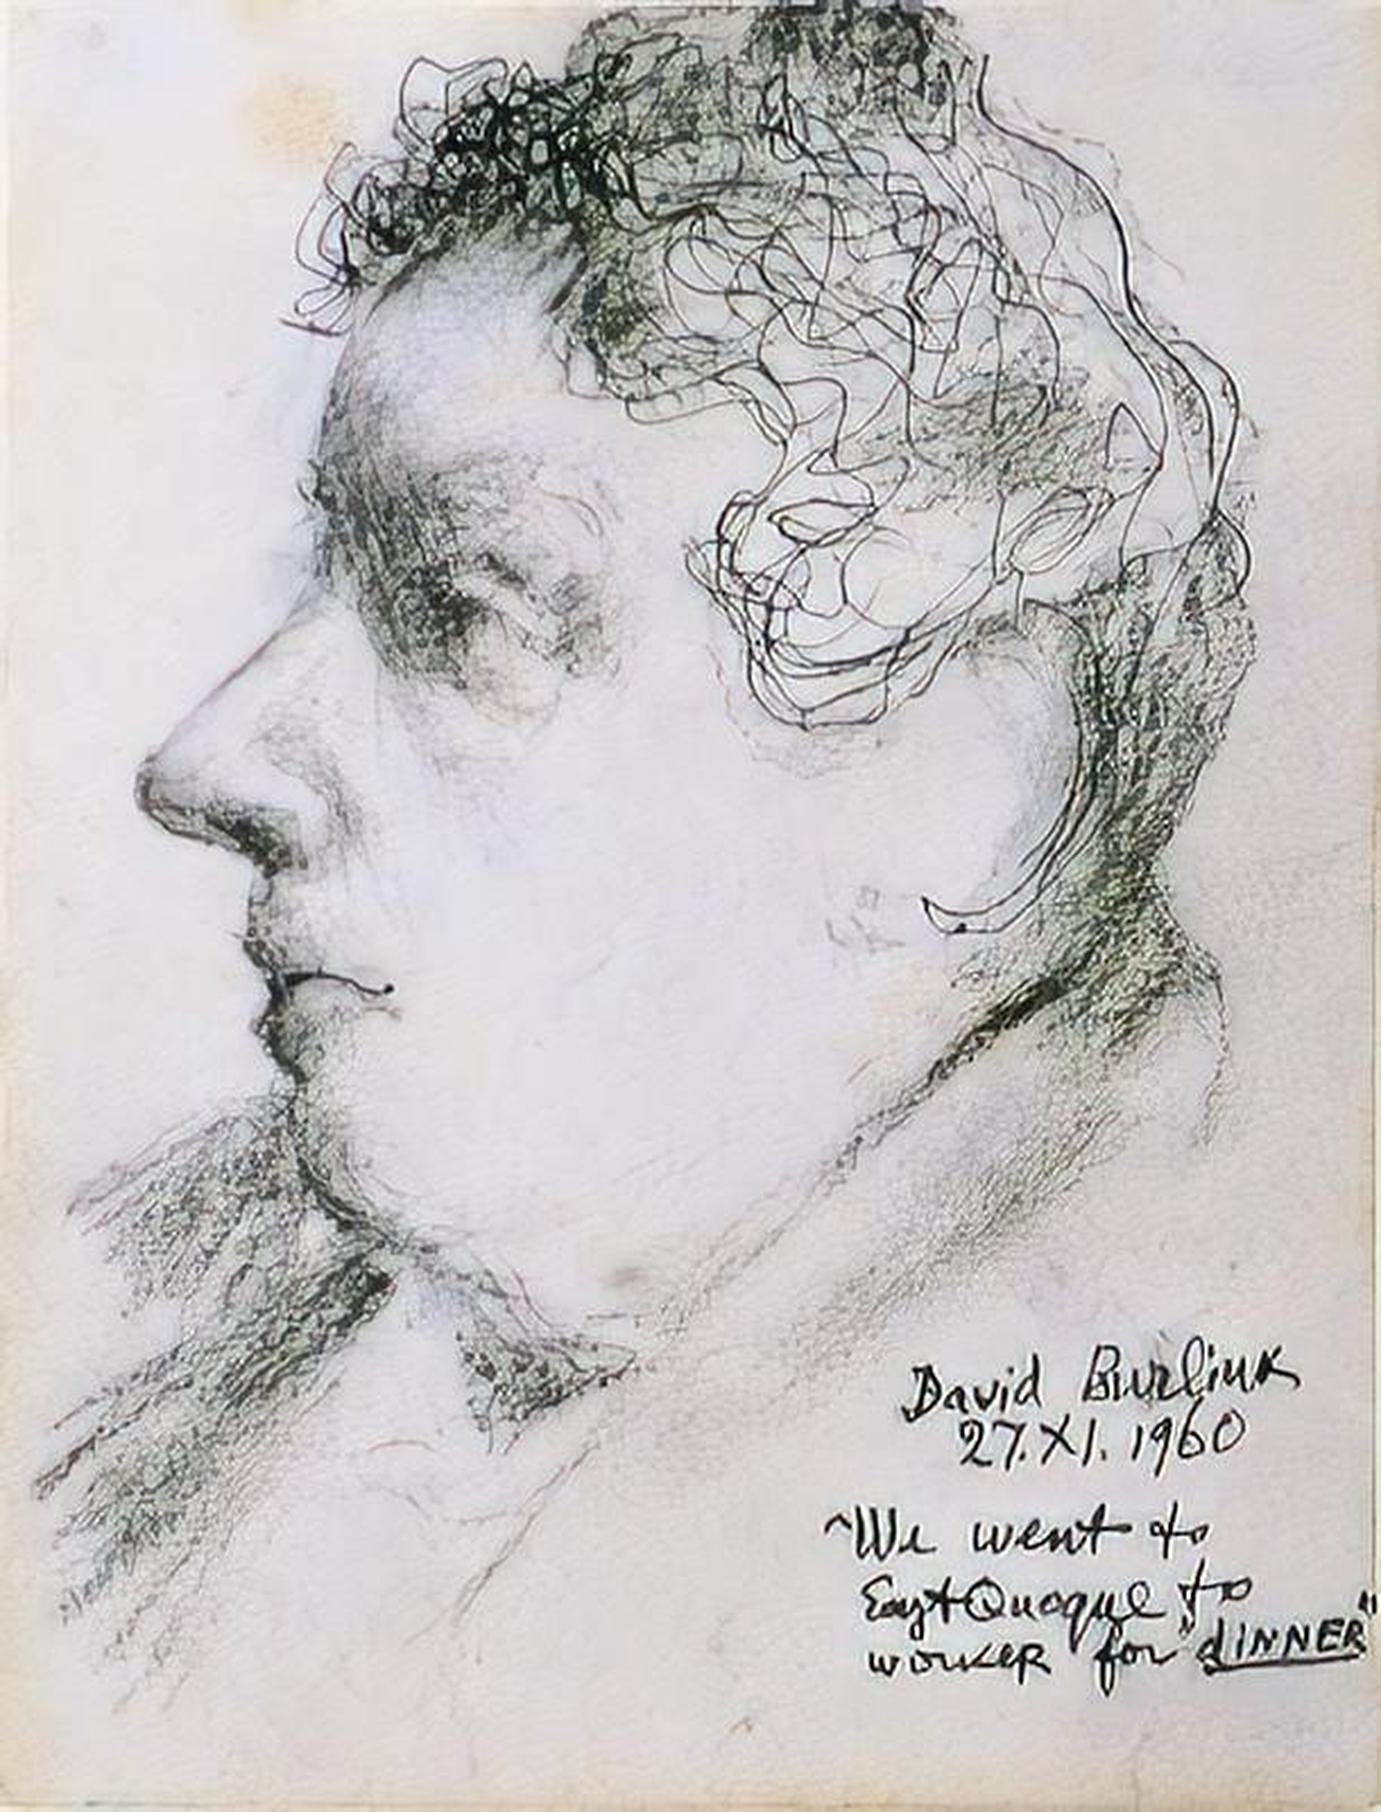 David Burliuk
27.XI.1960
"We went to
East Quogue to
worker for "dINNER"